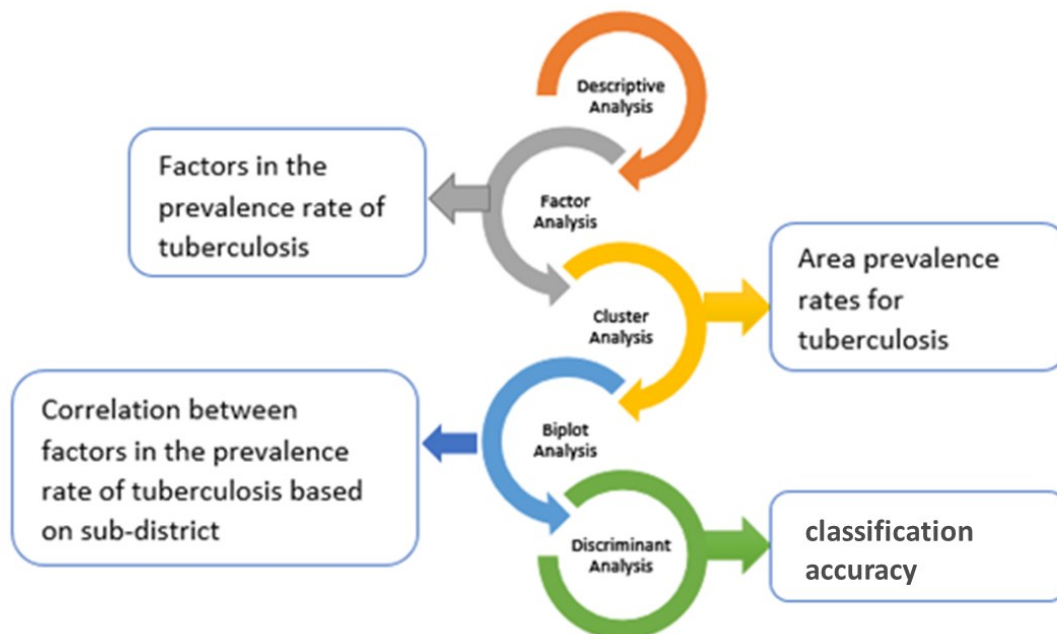 Descriptive
Analysis
Factors in the
prevalence rate of
tuberculosis
Factor
Analysis
Cluster
Analysis
Area prevalence
rates for
tuberculosis
Correlation between
factors in the prevalence
rate of tuberculosis based
on sub-district
Biplot
Analysis
Discriminant
Analysis
classification
accuracy